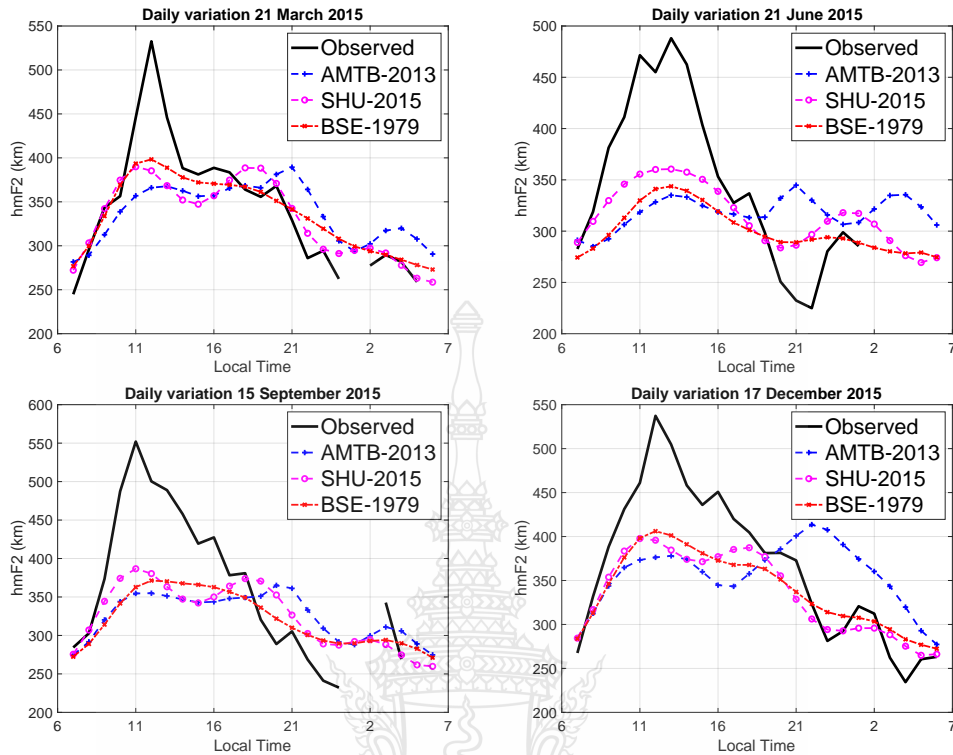 Daily variation 21 March 2015
550
500
450
400
350
300
250
200
hmF2 (km)
6
11
16
21
2
7
Local Time
Observed
AMTB-2013
SHU-2015
BSE-1979
Daily variation 21 June 2015
500
450
400
350
300
250
200
hmF2 (km)
6
11
16
21
2
7
Local Time
Observed
AMTB-2013
SHU-2015
BSE-1979
Daily variation 15 September 2015
600
550
500
450
400
350
300
250
200
hmF2 (km)
6
11
16
21
2
7
Local Time
Observed
AMTB-2013
SHU-2015
BSE-1979
Daily variation 17 December 2015
550
500
450
400
350
300
250
200
hmF2 (km)
6
11
16
21
2
7
Local Time
Observed
AMTB-2013
SHU-2015
BSE-1979